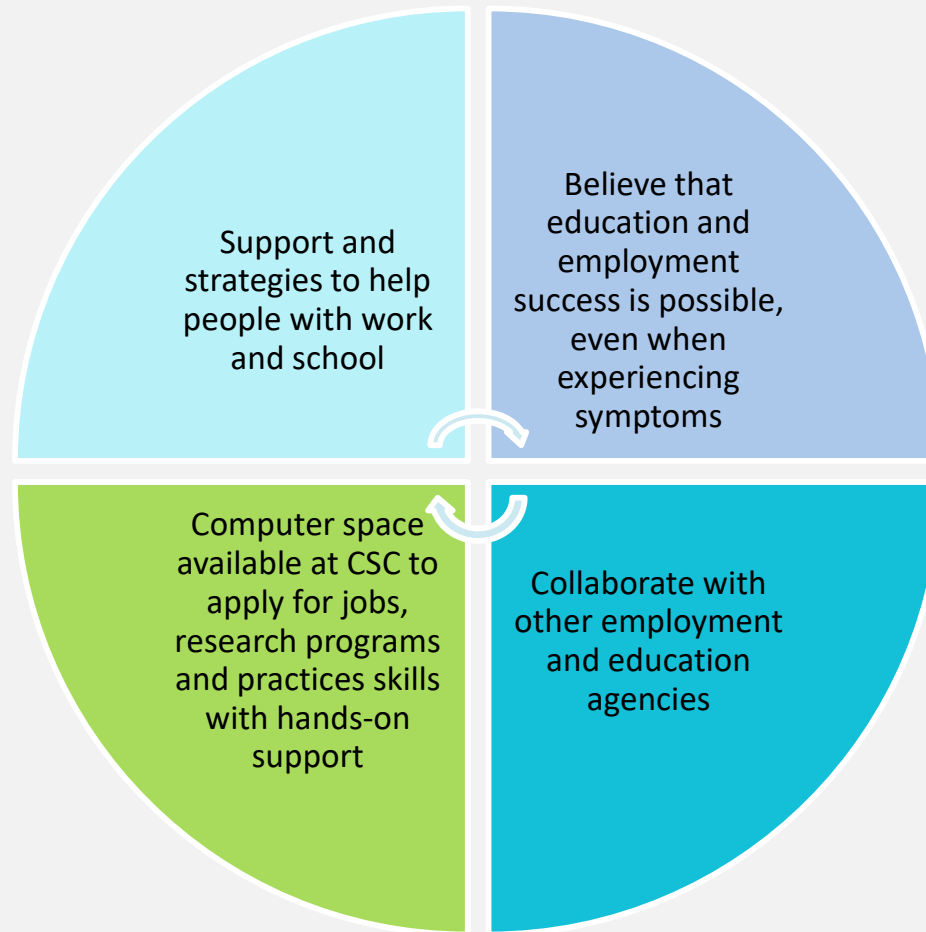 Support and
strategies to help
people with work
and school
Believe that
education and
employment
success is possible,
even when
experiencing
symptoms
Computer space
available at CSC to
apply for jobs,
research programs
and practices skills
with hands-on
support
Collaborate with
other employment
and education
agencies